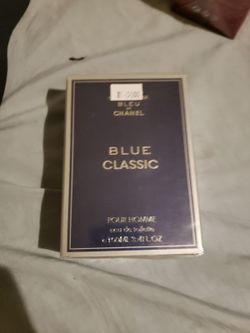 BLEU
CHANEL
BLUE
CLASSIC
POUR HOMME
eau de toilette